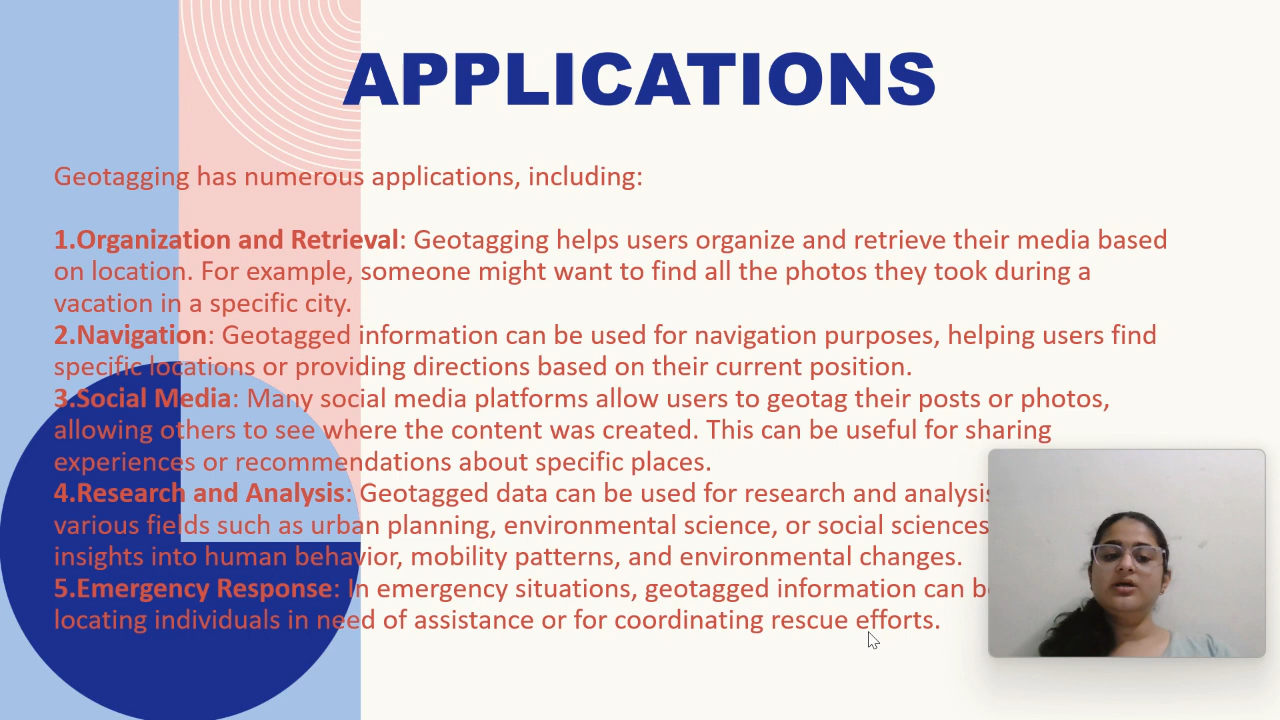 APPLICATIONS
Geotagging has numerous applications, including:
1.Organization and Retrieval: Geotagging helps users organize and retrieve their media based
on location. For example, someone might want to find all the photos they took during a
vacation in a specific city.
2.Navigation: Geotagged information can be used for navigation purposes, helping users find
specific locations or providing directions based on their current position.
3.Social Media: Many social media platforms allow users to geotag their posts or photos,
allowing others to see where the content was created. This can be useful for sharing
experiences or recommendations about specific places.
4.Research and Analysis: Geotagged data can be used for research and analysis
various fields such as urban planning, environmental science, or social sciences
insights into human behavior, mobility patterns, and environmental changes.
5.Emergency Response: In emergency situations, geotagged information can
locating individuals in need of assistance or for coordinating rescue efforts.